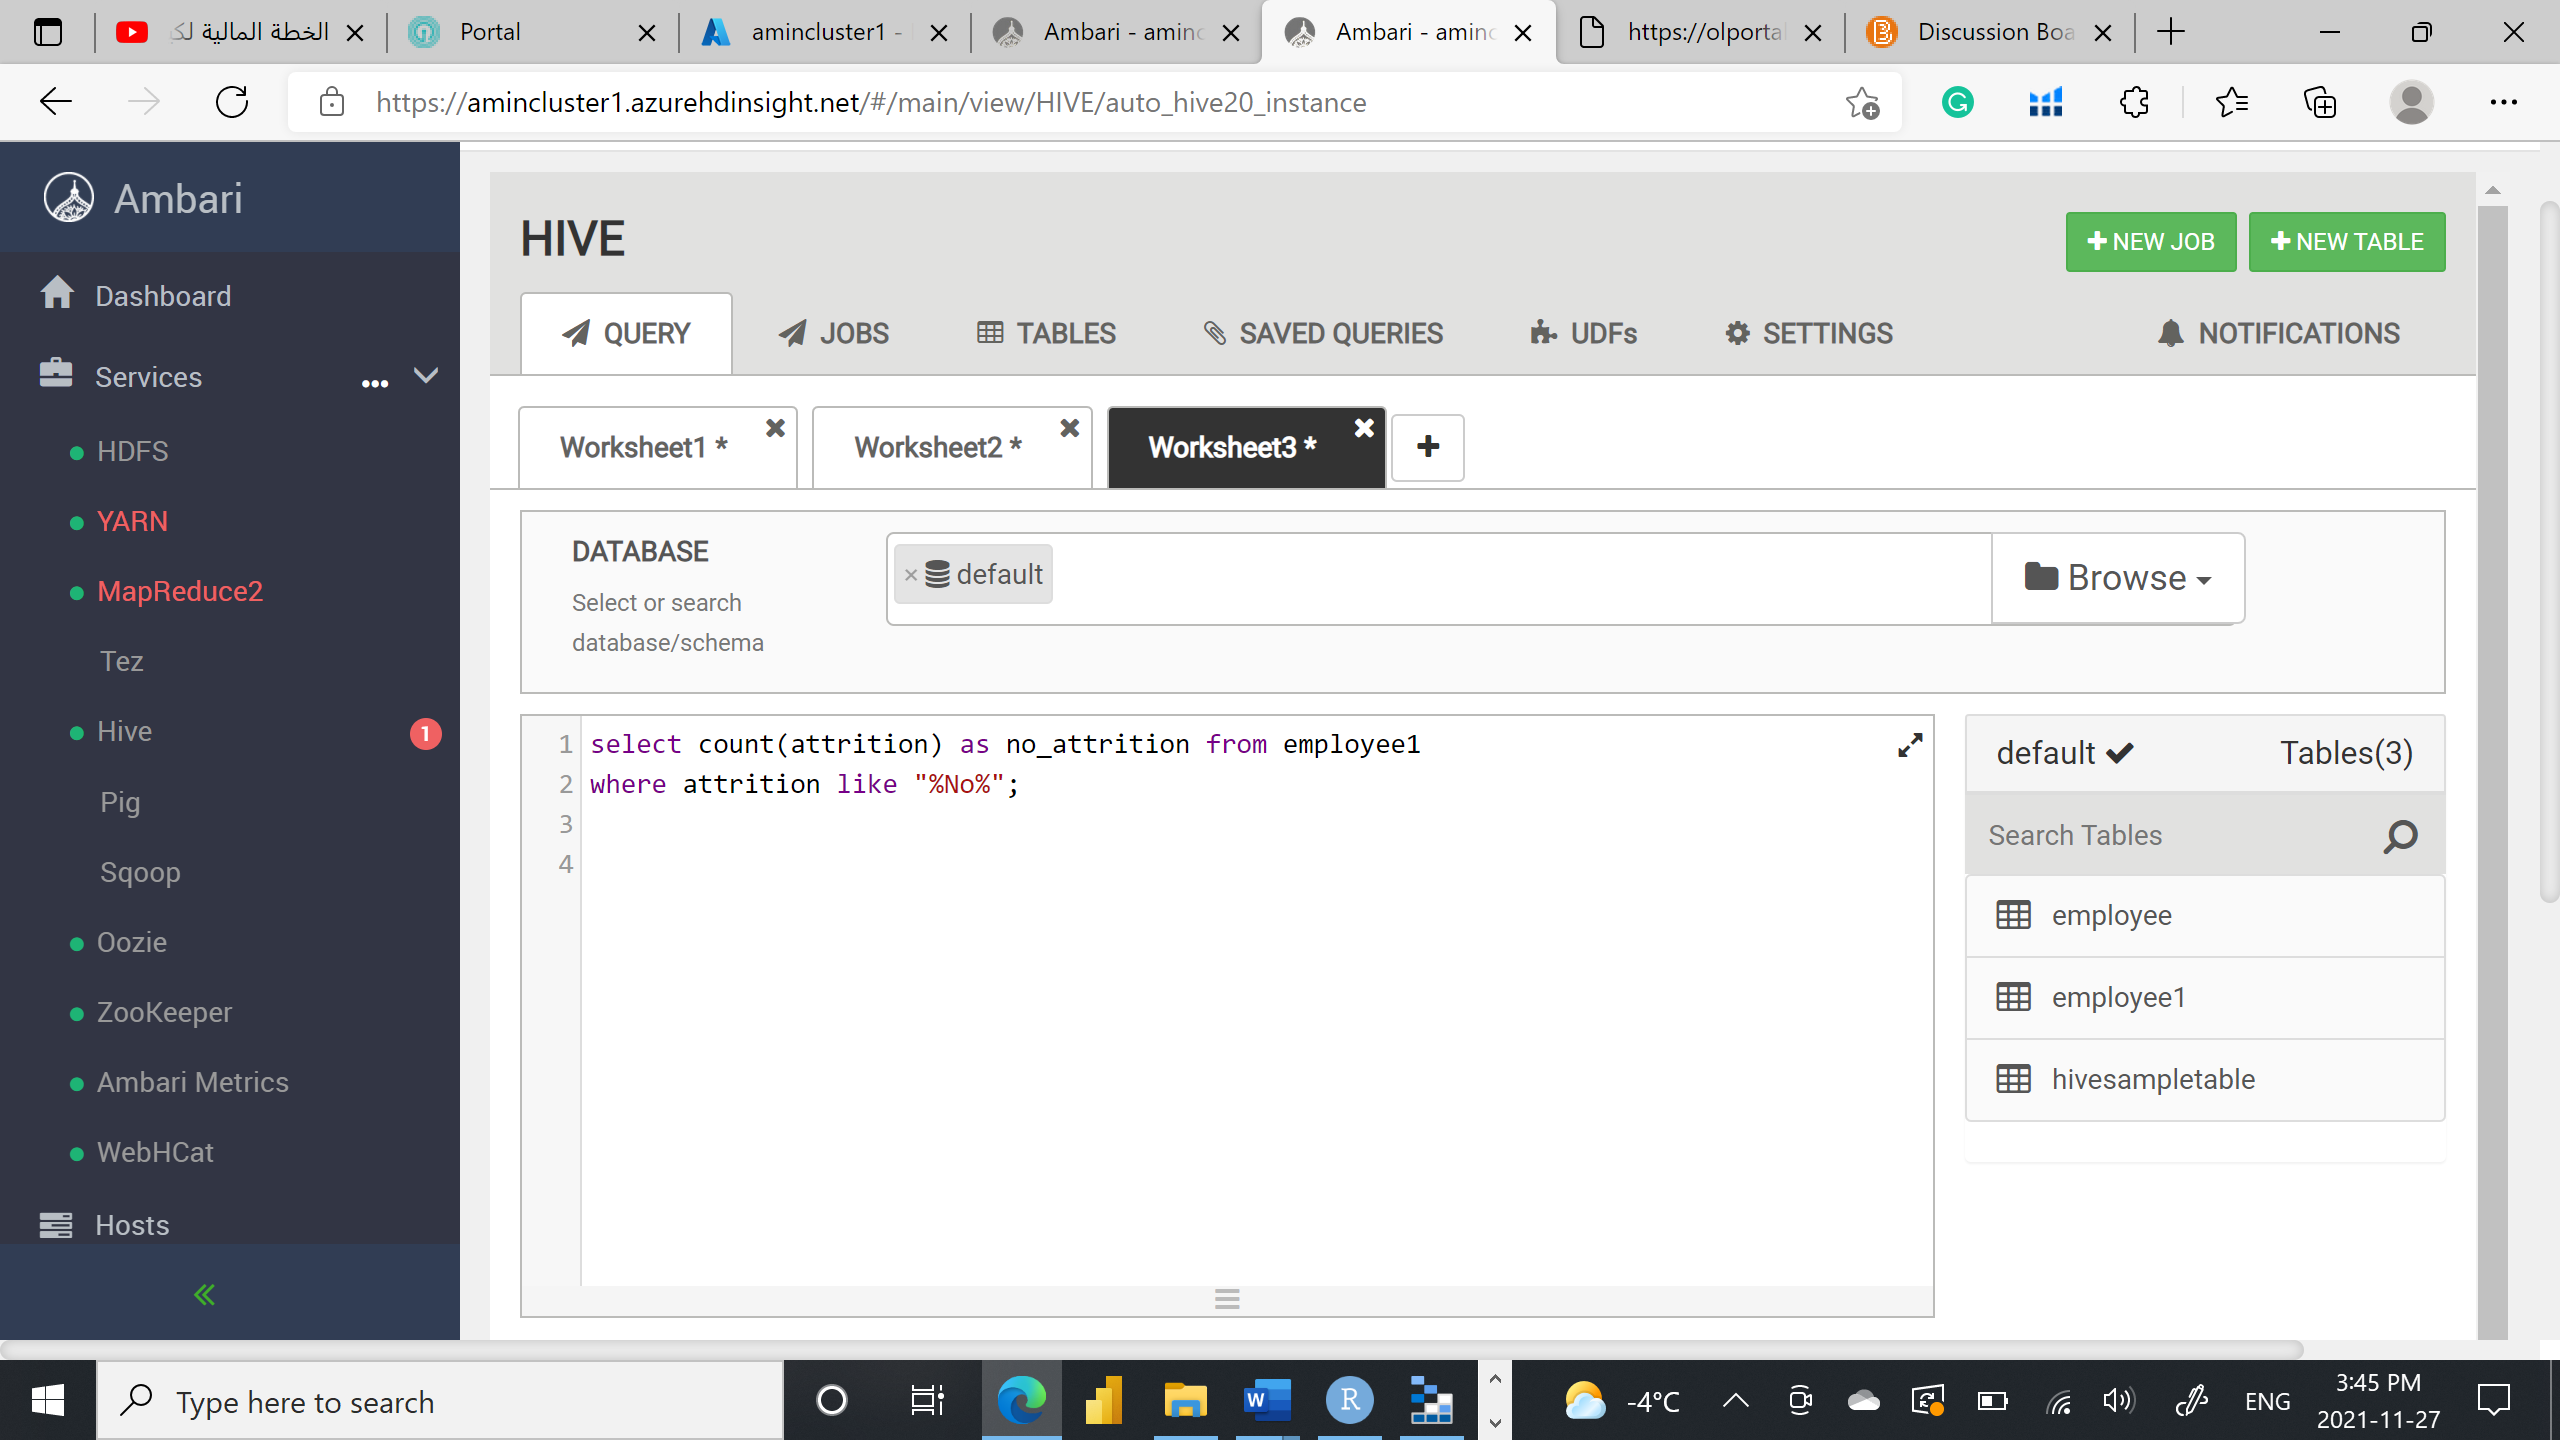 الخطة المالية لك
Portal
amincluster1 -
Ambari - aminc
Ambari - aminc
https://olporta
Discussion Boa
https://amincluster1.azurehdinsight.net/#/main/view/HIVE/auto_hive20_instance
Ambari
Dashboard
Services
HDFS
YARN
MapReduce2
Tez
Hive
1
Pig
Sqoop
Oozie
ZooKeeper
Ambari Metrics
WebHCat
Hosts
HIVE
NEW JOB
NEW TABLE
QUERY
JOBS
TABLES
SAVED QUERIES
UDFs
SETTINGS
NOTIFICATIONS
Worksheet1 *
Worksheet2 *
Worksheet3 *
DATABASE
Select or search
database/schema
× default
Browse
1 select count(attrition) as no_attrition from employee1
2 where attrition like "%No%";
3
4
default
Tables(3)
Search Tables
employee
employee1
hivesampletable
Type here to search
-4°C
ENG
3:45 PM
2021-11-27